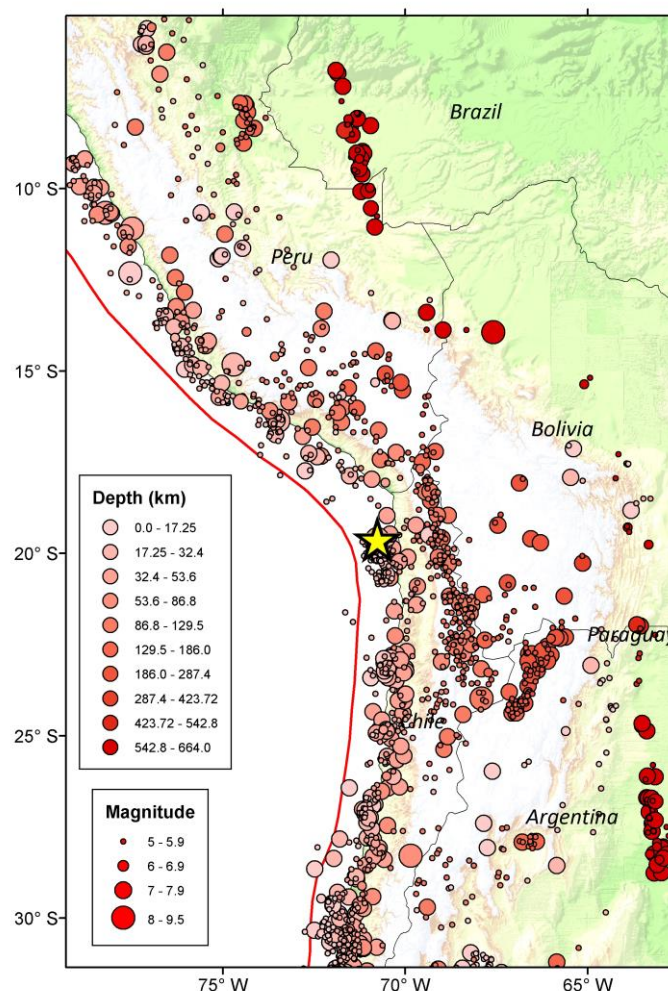 Brazil
10° S
Peru
15° S
Bolivia
Depth (km)
0.0 - 17.25
17.25 - 32.4
32.4 - 53.6
53.6 - 86.8
86.8 - 129.5
129.5 - 186.0
186.0 - 287.4
287.4 - 423.72
423.72 - 542.8
542.8 - 664.0
20° S
Paraguay
Chile
25° S
Magnitude
5 - 5.9
6 - 6.9
7 - 7.9
8 - 9.5
Argentina
30° S
75° W
70° W
65° W